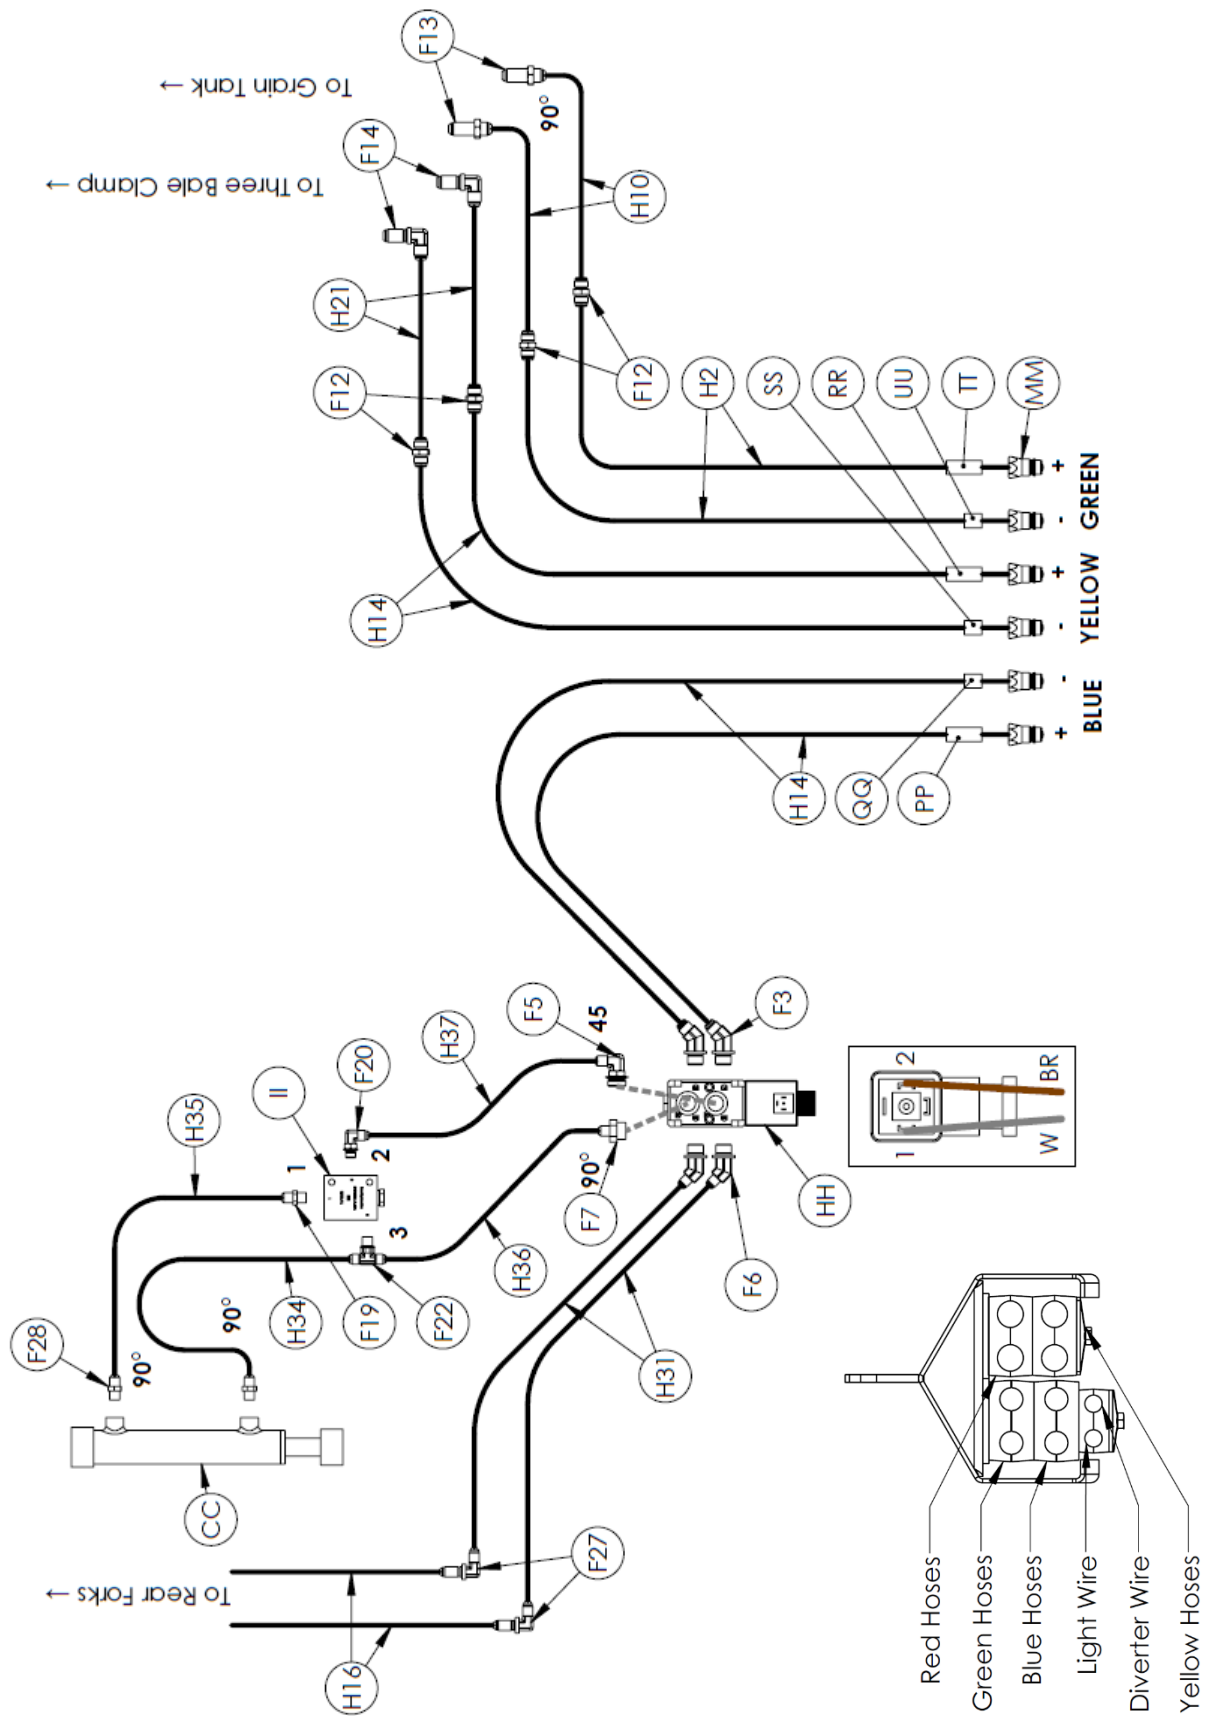 To Grain Tank →
F13
90°
To Three Bale Clamp →
F14
H10
H21
F12
F12
H2
SS
RR
UU
TT
MM
+
-
GREEN
+
-
YELLOW
H14
-
+
BLUE
H14
QQ
PP
F3
F5
45
H37
F20
II
2
H35
1
3
F7
90°
HH
F6
H36
F22
F19
H34
90°
F28
90°
H31
CC
F27
To Rear Forks →
H16
1
2
W
BR
Red Hoses
Green Hoses
Blue Hoses
Light Wire
Diverter Wire
Yellow Hoses